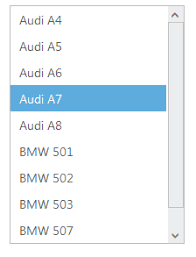 Audi A4
Audi A5
Audi A6
Audi A7
Audi A8
BMW 501
BMW 502
BMW 503
BMW 507